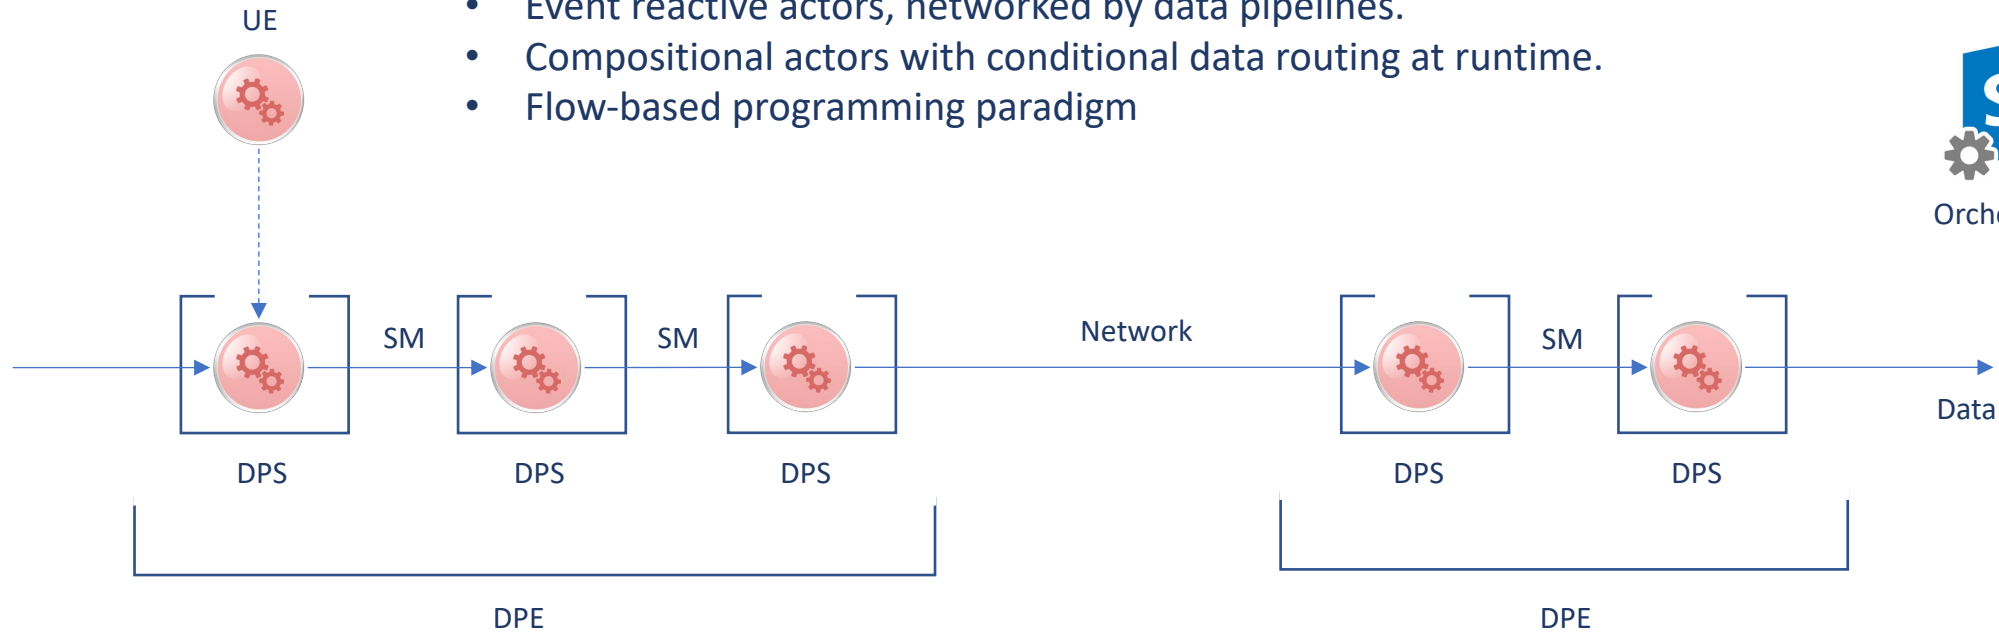 UE
• Event reactive actors, networked by data pipelines.
• Compositional actors with conditional data routing at runtime.
• Flow-based programming paradigm
SM
SM
Network
SM
Data
DPS
DPS
DPS
DPS
DPS
DPE
DPE